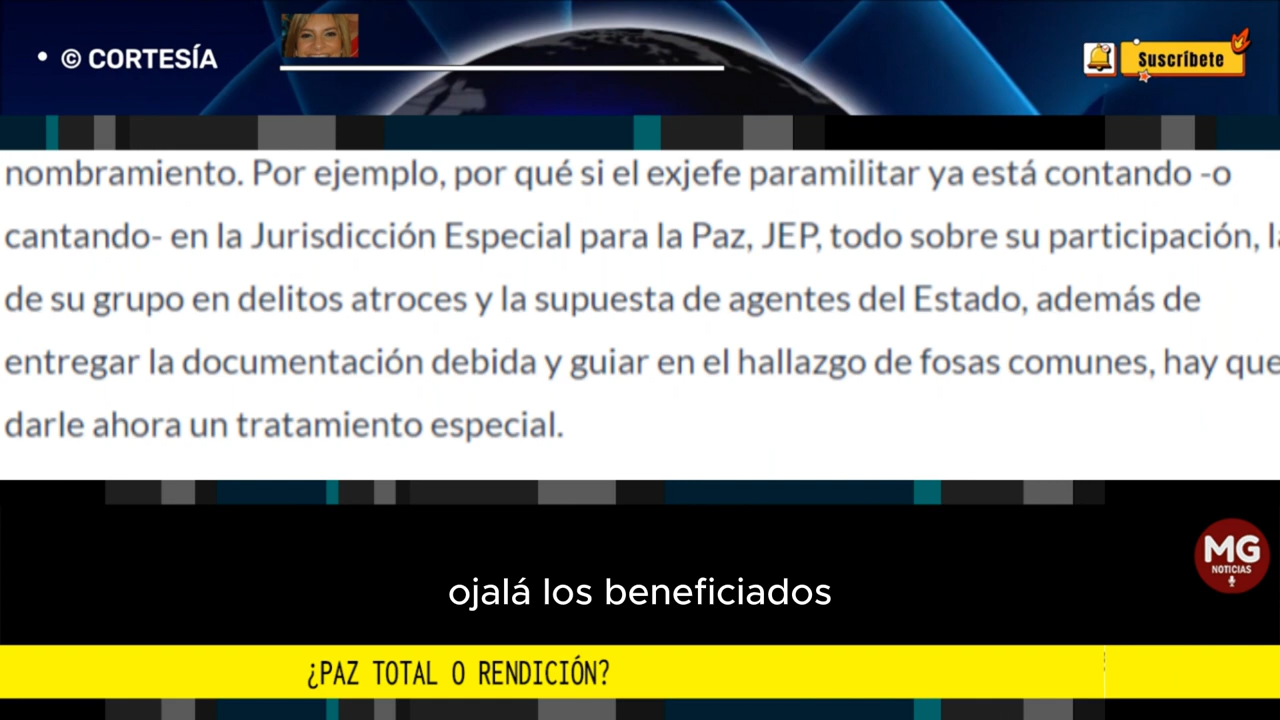 • © CORTESÍA
Suscríbete
nombramiento. Por ejemplo, por qué si el exjefe paramilitar ya está contando -o
cantando- en la Jurisdicción Especial para la Paz, JEP, todo sobre su participación,
de su grupo en delitos atroces y la supuesta de agentes del Estado, además de
entregar la documentación debida y guiar en el hallazgo de fosas comunes, hay que
darle ahora un tratamiento especial.
MG
NOTICIAS
ojalá los beneficiados
¿PAZ TOTAL O RENDICIÓN?